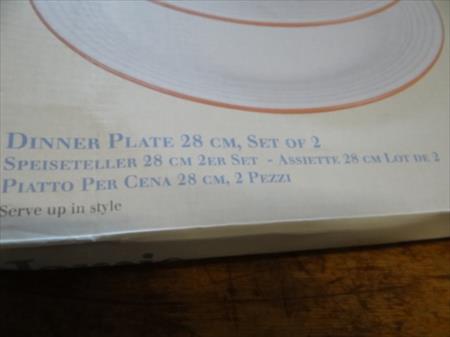 DINNER PLATE 28 CM, SET OF 2
SPEISETELLER 28 CM 2ER SET - ASSIETTE 28 CM LOT DE 2
PIATTO PER CENA 28 CM, 2 PEZZI
Serve up in style